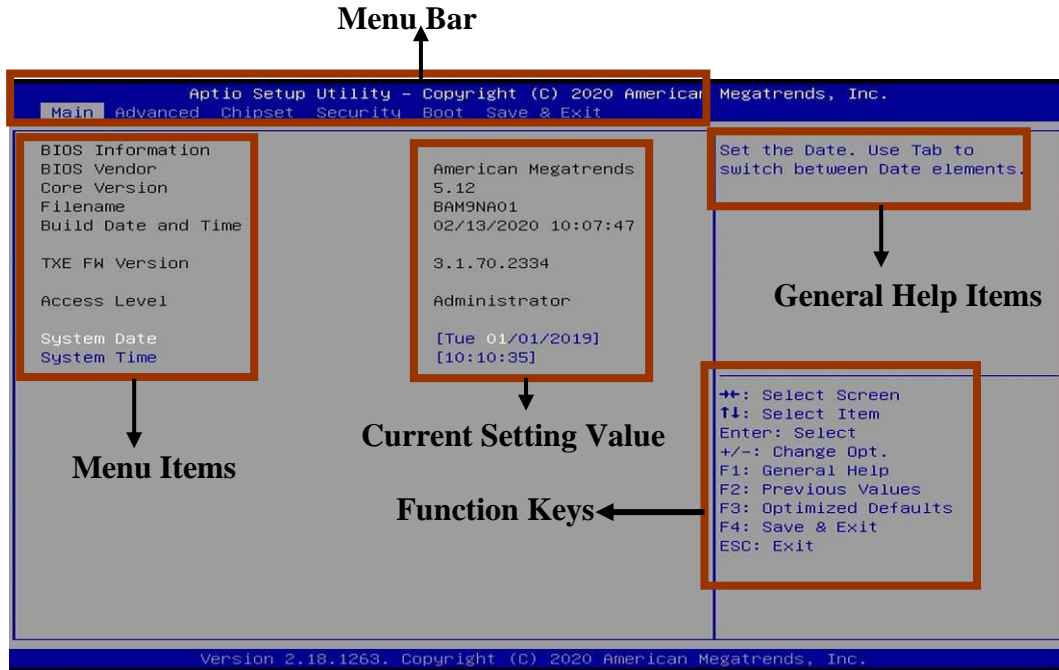 Menu Bar
Aptio Setup Utility – Copyright (C) 2020 American Megatrends, Inc.
Main Advanced Chipset Security Boot Save & Exit
BIOS Information
BIOS Vendor American Megatrends
Core Version 5.12
Filename BAM9NA01
Build Date and Time 02/13/2020 10:07:47
TXE FW Version 3.1.70.2334
Access Level Administrator
System Date [Tue 01/01/2019]
System Time [10:10:35]
Set the Date. Use Tab to
switch between Date elements.
General Help Items
→←: Select Screen
↑↓: Select Item
Enter: Select
+/-: Change Opt.
F1: General Help
F2: Previous Values
F3: Optimized Defaults
F4: Save & Exit
ESC: Exit
Current Setting Value
Menu Items
Function Keys
Version 2.18.1263. Copyright (C) 2020 American Megatrends, Inc.